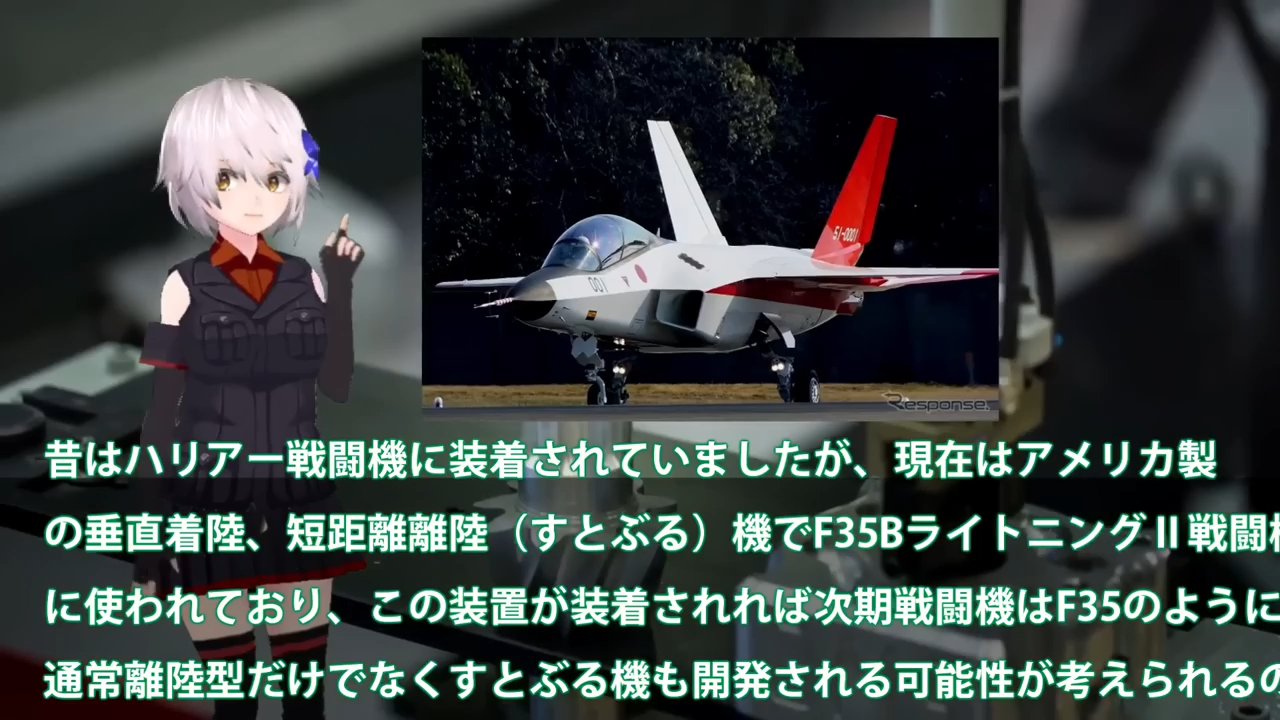 51-0001
001
Response.
昔はハリアー戦闘機に装着されていましたが、現在はアメリカ製
の垂直着陸、短距離離陸（すとぶる）機でF35BライトニングⅡ戦闘機
に使われており、この装置が装着されれば次期戦闘機はF35のように
通常離陸型だけでなくすとぶる機も開発される可能性が考えられるの